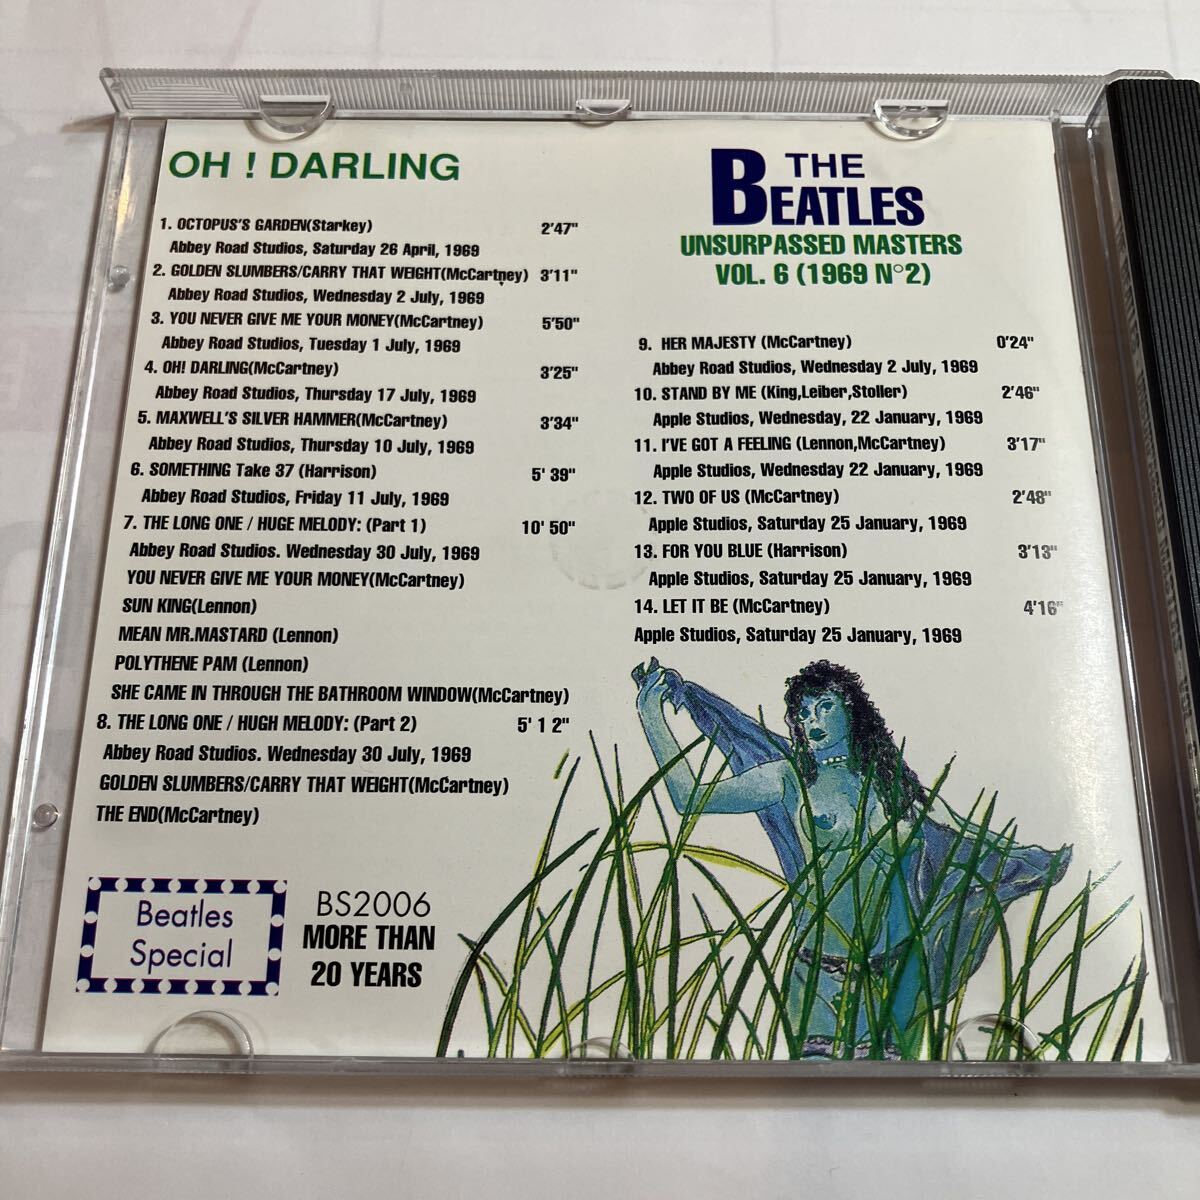 OH ! DARLING
1. OCTOPUS'S GARDEN(Starkey) 2'47"
Abbey Road Studios, Saturday 26 April, 1969
2. GOLDEN SLUMBERS/CARRY THAT WEIGHT(McCartney) 3'11"
Abbey Road Studios, Wednesday 2 July, 1969
3. YOU NEVER GIVE ME YOUR MONEY(McCartney) 5'50"
Abbey Road Studios, Tuesday 1 July, 1969
4. OH! DARLING(McCartney) 3'25"
Abbey Road Studios, Thursday 17 July, 1969
5. MAXWELL'S SILVER HAMMER(McCartney) 3'34"
Abbey Road Studios, Thursday 10 July, 1969
6. SOMETHING Take 37 (Harrison) 5' 39"
Abbey Road Studios, Friday 11 July, 1969
7. THE LONG ONE / HUGE MELODY: (Part 1) 10' 50"
Abbey Road Studios. Wednesday 30 July, 1969
YOU NEVER GIVE ME YOUR MONEY(McCartney)
SUN KING(Lennon)
MEAN MR.MASTARD (Lennon)
POLYTHENE PAM (Lennon)
SHE CAME IN THROUGH THE BATHROOM WINDOW(McCartney)
8. THE LONG ONE / HUGH MELODY: (Part 2) 5' 1 2"
Abbey Road Studios. Wednesday 30 July, 1969
GOLDEN SLUMBERS/CARRY THAT WEIGHT(McCartney)
THE END(McCartney)
Beatles
Special
BS2006
MORE THAN
20 YEARS
THE
BEATLES
UNSURPASSED MASTERS
VOL. 6 (1969 N°2)
9. HER MAJESTY (McCartney) 0'24"
Abbey Road Studios, Wednesday 2 July, 1969
10. STAND BY ME (King,Leiber,Stoller) 2'46"
Apple Studios, Wednesday, 22 January, 1969
11. I'VE GOT A FEELING (Lennon,McCartney) 3'17"
Apple Studios, Wednesday 22 January, 1969
12. TWO OF US (McCartney) 2'48"
Apple Studios, Saturday 25 January, 1969
13. FOR YOU BLUE (Harrison) 3'13"
Apple Studios, Saturday 25 January, 1969
14. LET IT BE (McCartney) 4'16"
Apple Studios, Saturday 25 January, 1969